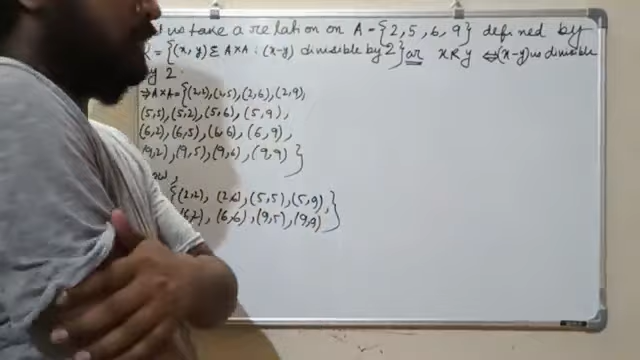 us take a relation on A = {2, 5, 6, 9} defined by
= {(x, y) Σ A×A : (x-y) divisible by 2} or xRy ⇔ (x-y) is divisible
y 2.
⇒ A×A = {(2,2), (2,5), (2,6), (2,9),
(5,5), (5,2), (5,6), (5,9),
(6,2), (6,5), (6,6), (6,9),
(9,2), (9,5), (9,6), (9,9) }
{(2,2), (2,6), (5,5), (5,9),
(6,2), (6,6), (9,5), (9,9) }